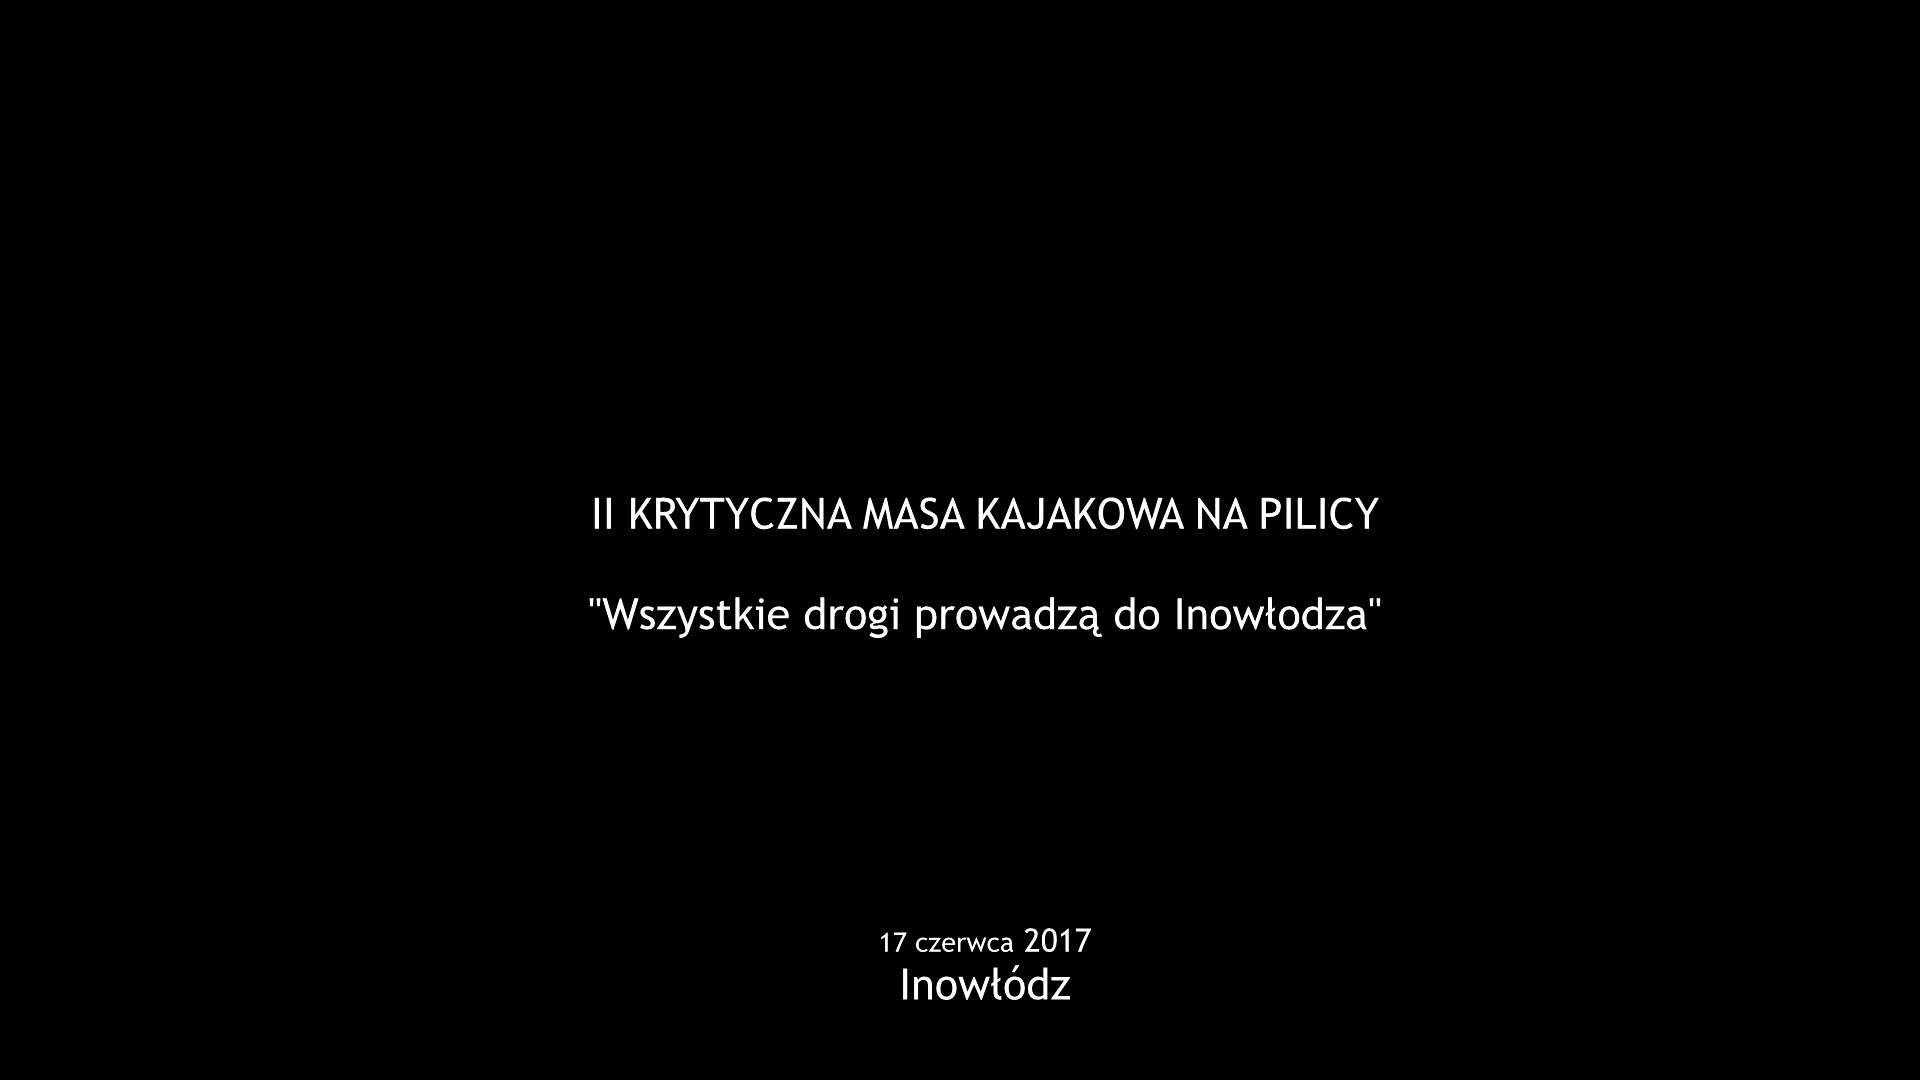 II KRYTYCZNA MASA KAJAKOWA NA PILICY
"Wszystkie drogi prowadzą do Inowłodza"
17 czerwca 2017
Inowłódz